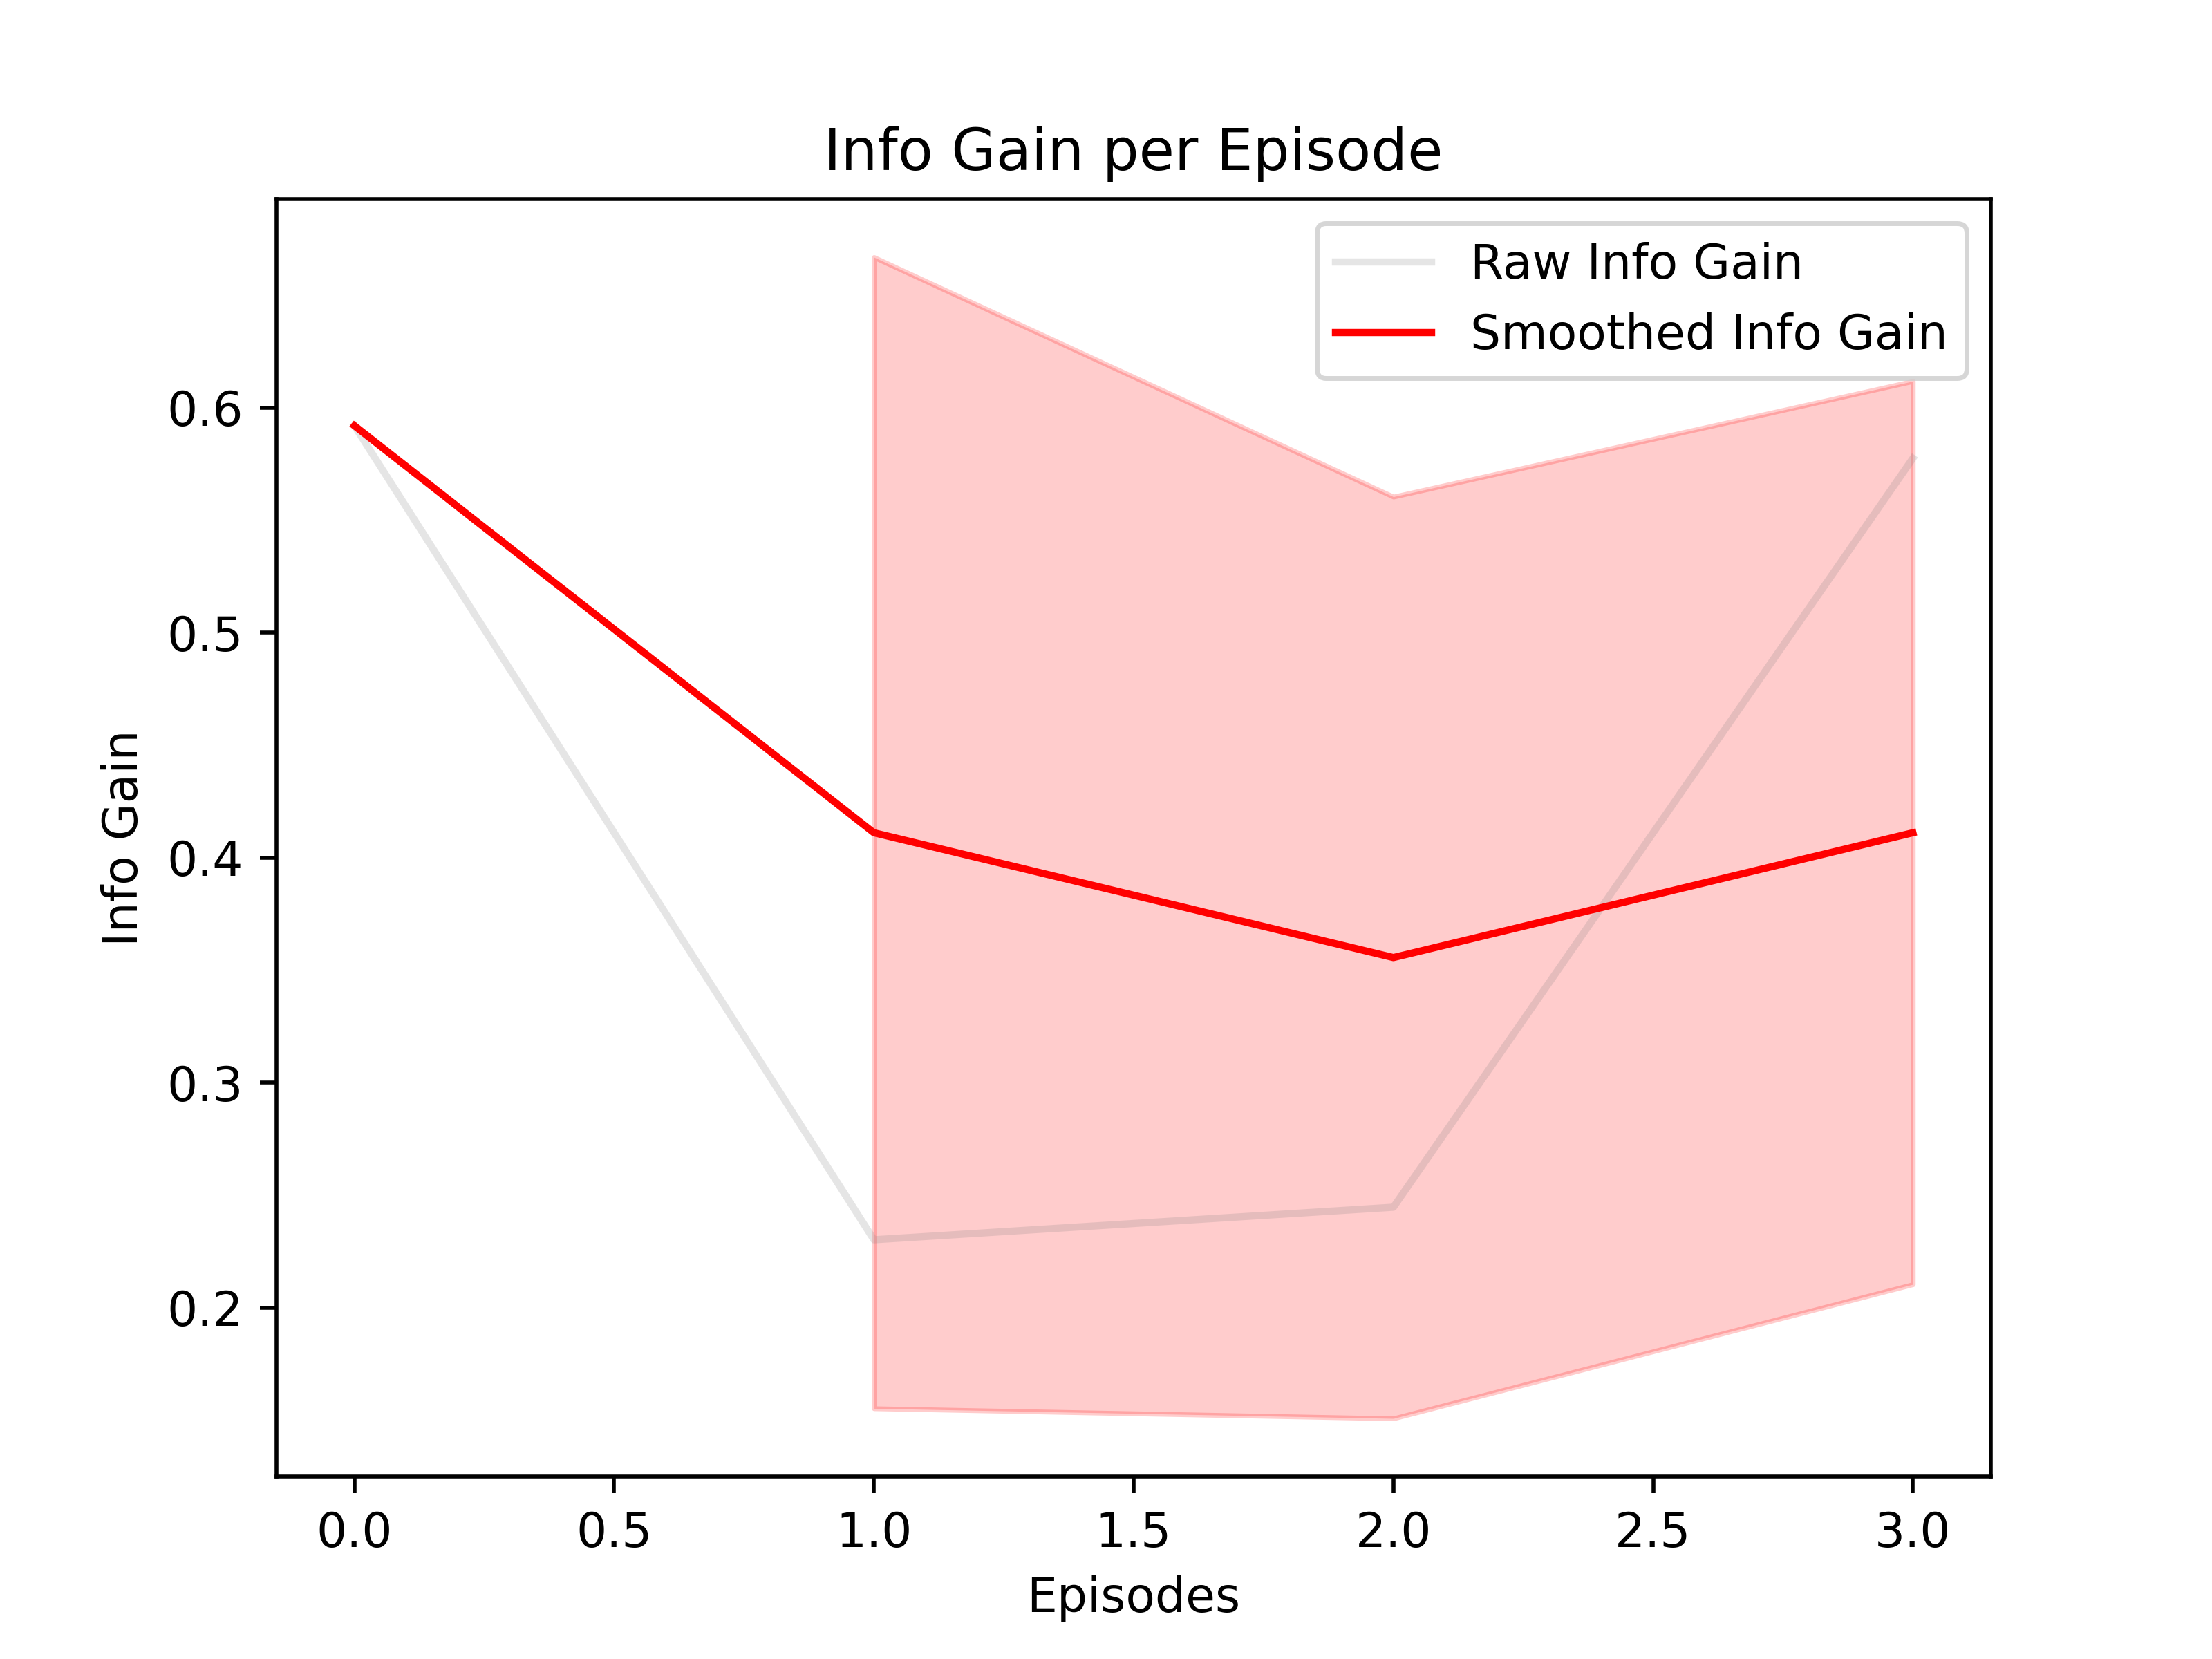 Info Gain per Episode
Raw Info Gain
Smoothed Info Gain
Info Gain
0.6
0.5
0.4
0.3
0.2
0.0 0.5 1.0 1.5 2.0 2.5 3.0
Episodes